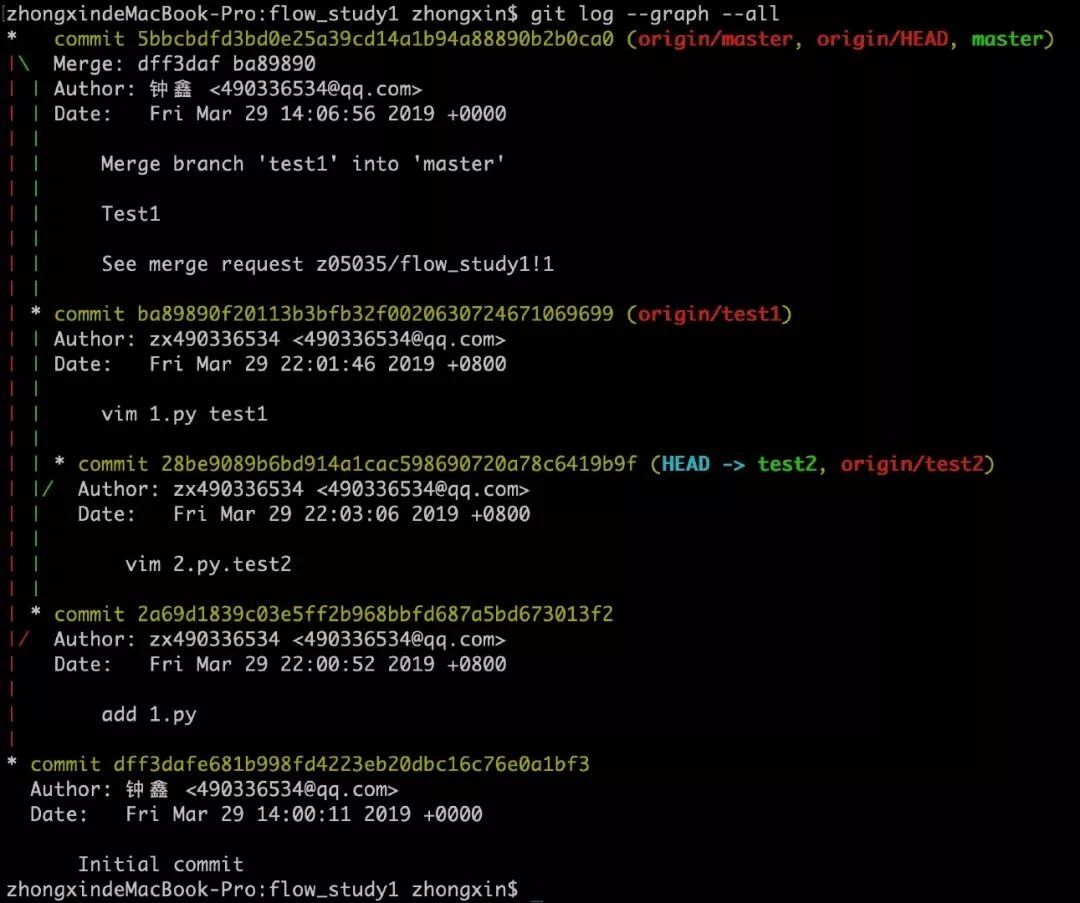 zhongxindeMacBook-Pro:flow_study1 zhongxin$ git log --graph --all
*   commit 5bbcbdfd3bd0e25a39cd14a1b94a88890b2b0ca0 (origin/master, origin/HEAD, master)
|\  Merge: dff3daf ba89890
| | Author: 钟鑫 <490336534@qq.com>
| | Date:   Fri Mar 29 14:06:56 2019 +0000
| |
| |     Merge branch 'test1' into 'master'
| |
| |     Test1
| |
| |     See merge request z05035/flow_study1!1
| |
| * commit ba89890f20113b3bfb32f0020630724671069699 (origin/test1)
| | Author: zx490336534 <490336534@qq.com>
| | Date:   Fri Mar 29 22:01:46 2019 +0800
| |
| |     vim 1.py test1
| |
| | * commit 28be9089b6bd914a1cac598690720a78c6419b9f (HEAD -> test2, origin/test2)
| |/  Author: zx490336534 <490336534@qq.com>
| |   Date:   Fri Mar 29 22:03:06 2019 +0800
| |
| |       vim 2.py.test2
| |
| * commit 2a69d1839c03e5ff2b968bbfd687a5bd673013f2
|/  Author: zx490336534 <490336534@qq.com>
|   Date:   Fri Mar 29 22:00:52 2019 +0800
|
|       add 1.py
|
* commit dff3dafe681b998fd4223eb20dbc16c76e0a1bf3
  Author: 钟鑫 <490336534@qq.com>
  Date:   Fri Mar 29 14:00:11 2019 +0000

      Initial commit
zhongxindeMacBook-Pro:flow_study1 zhongxin$ _